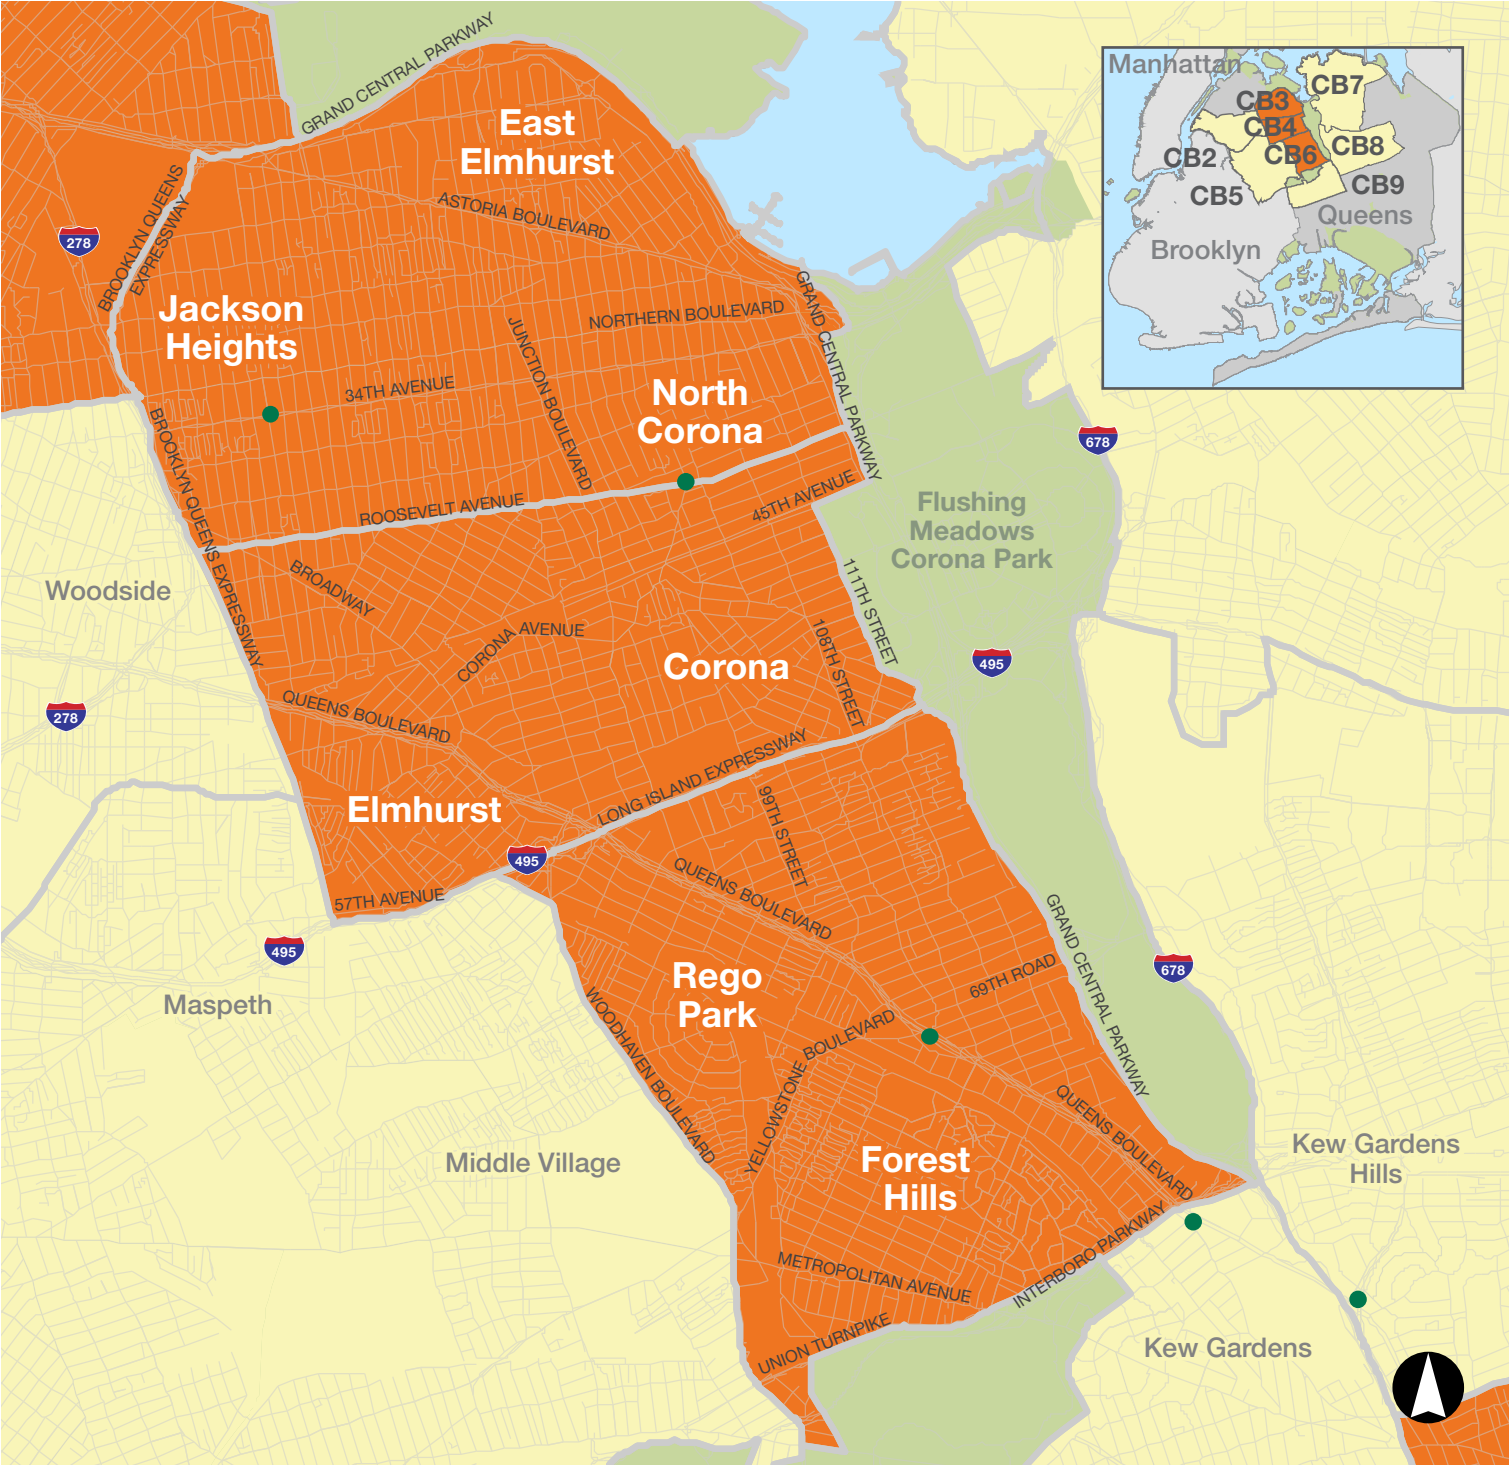 GRAND CENTRAL PARKWAY
East
Elmhurst
Manhattan
CB7
CB3
CB4
CB8
CB2
CB6
CB9
CB5
Queens
Brooklyn
BROOKLYN QUEENS
EXPRESSWAY
278
ASTORIA BOULEVARD
Jackson
Heights
NORTHERN BOULEVARD
GRAND CENTRAL PARKWAY
JUNCTION BOULEVARD
34TH AVENUE
North
Corona
BROOKLYN QUEENS EXPRESSWAY
678
ROOSEVELT AVENUE
45TH AVENUE
Flushing
Meadows
Corona Park
Woodside
BROADWAY
111TH STREET
CORONA AVENUE
108TH STREET
Corona
495
278
QUEENS BOULEVARD
LONG ISLAND EXPRESSWAY
Elmhurst
99TH STREET
495
QUEENS BOULEVARD
57TH AVENUE
495
GRAND CENTRAL PARKWAY
678
Rego
Park
69TH ROAD
Maspeth
WOODHAVEN BOULEVARD
YELLOWSTONE BOULEVARD
QUEENS BOULEVARD
Middle Village
Forest
Hills
Kew Gardens
Hills
METROPOLITAN AVENUE
INTERBORO PARKWAY
UNION TURNPIKE
Kew Gardens